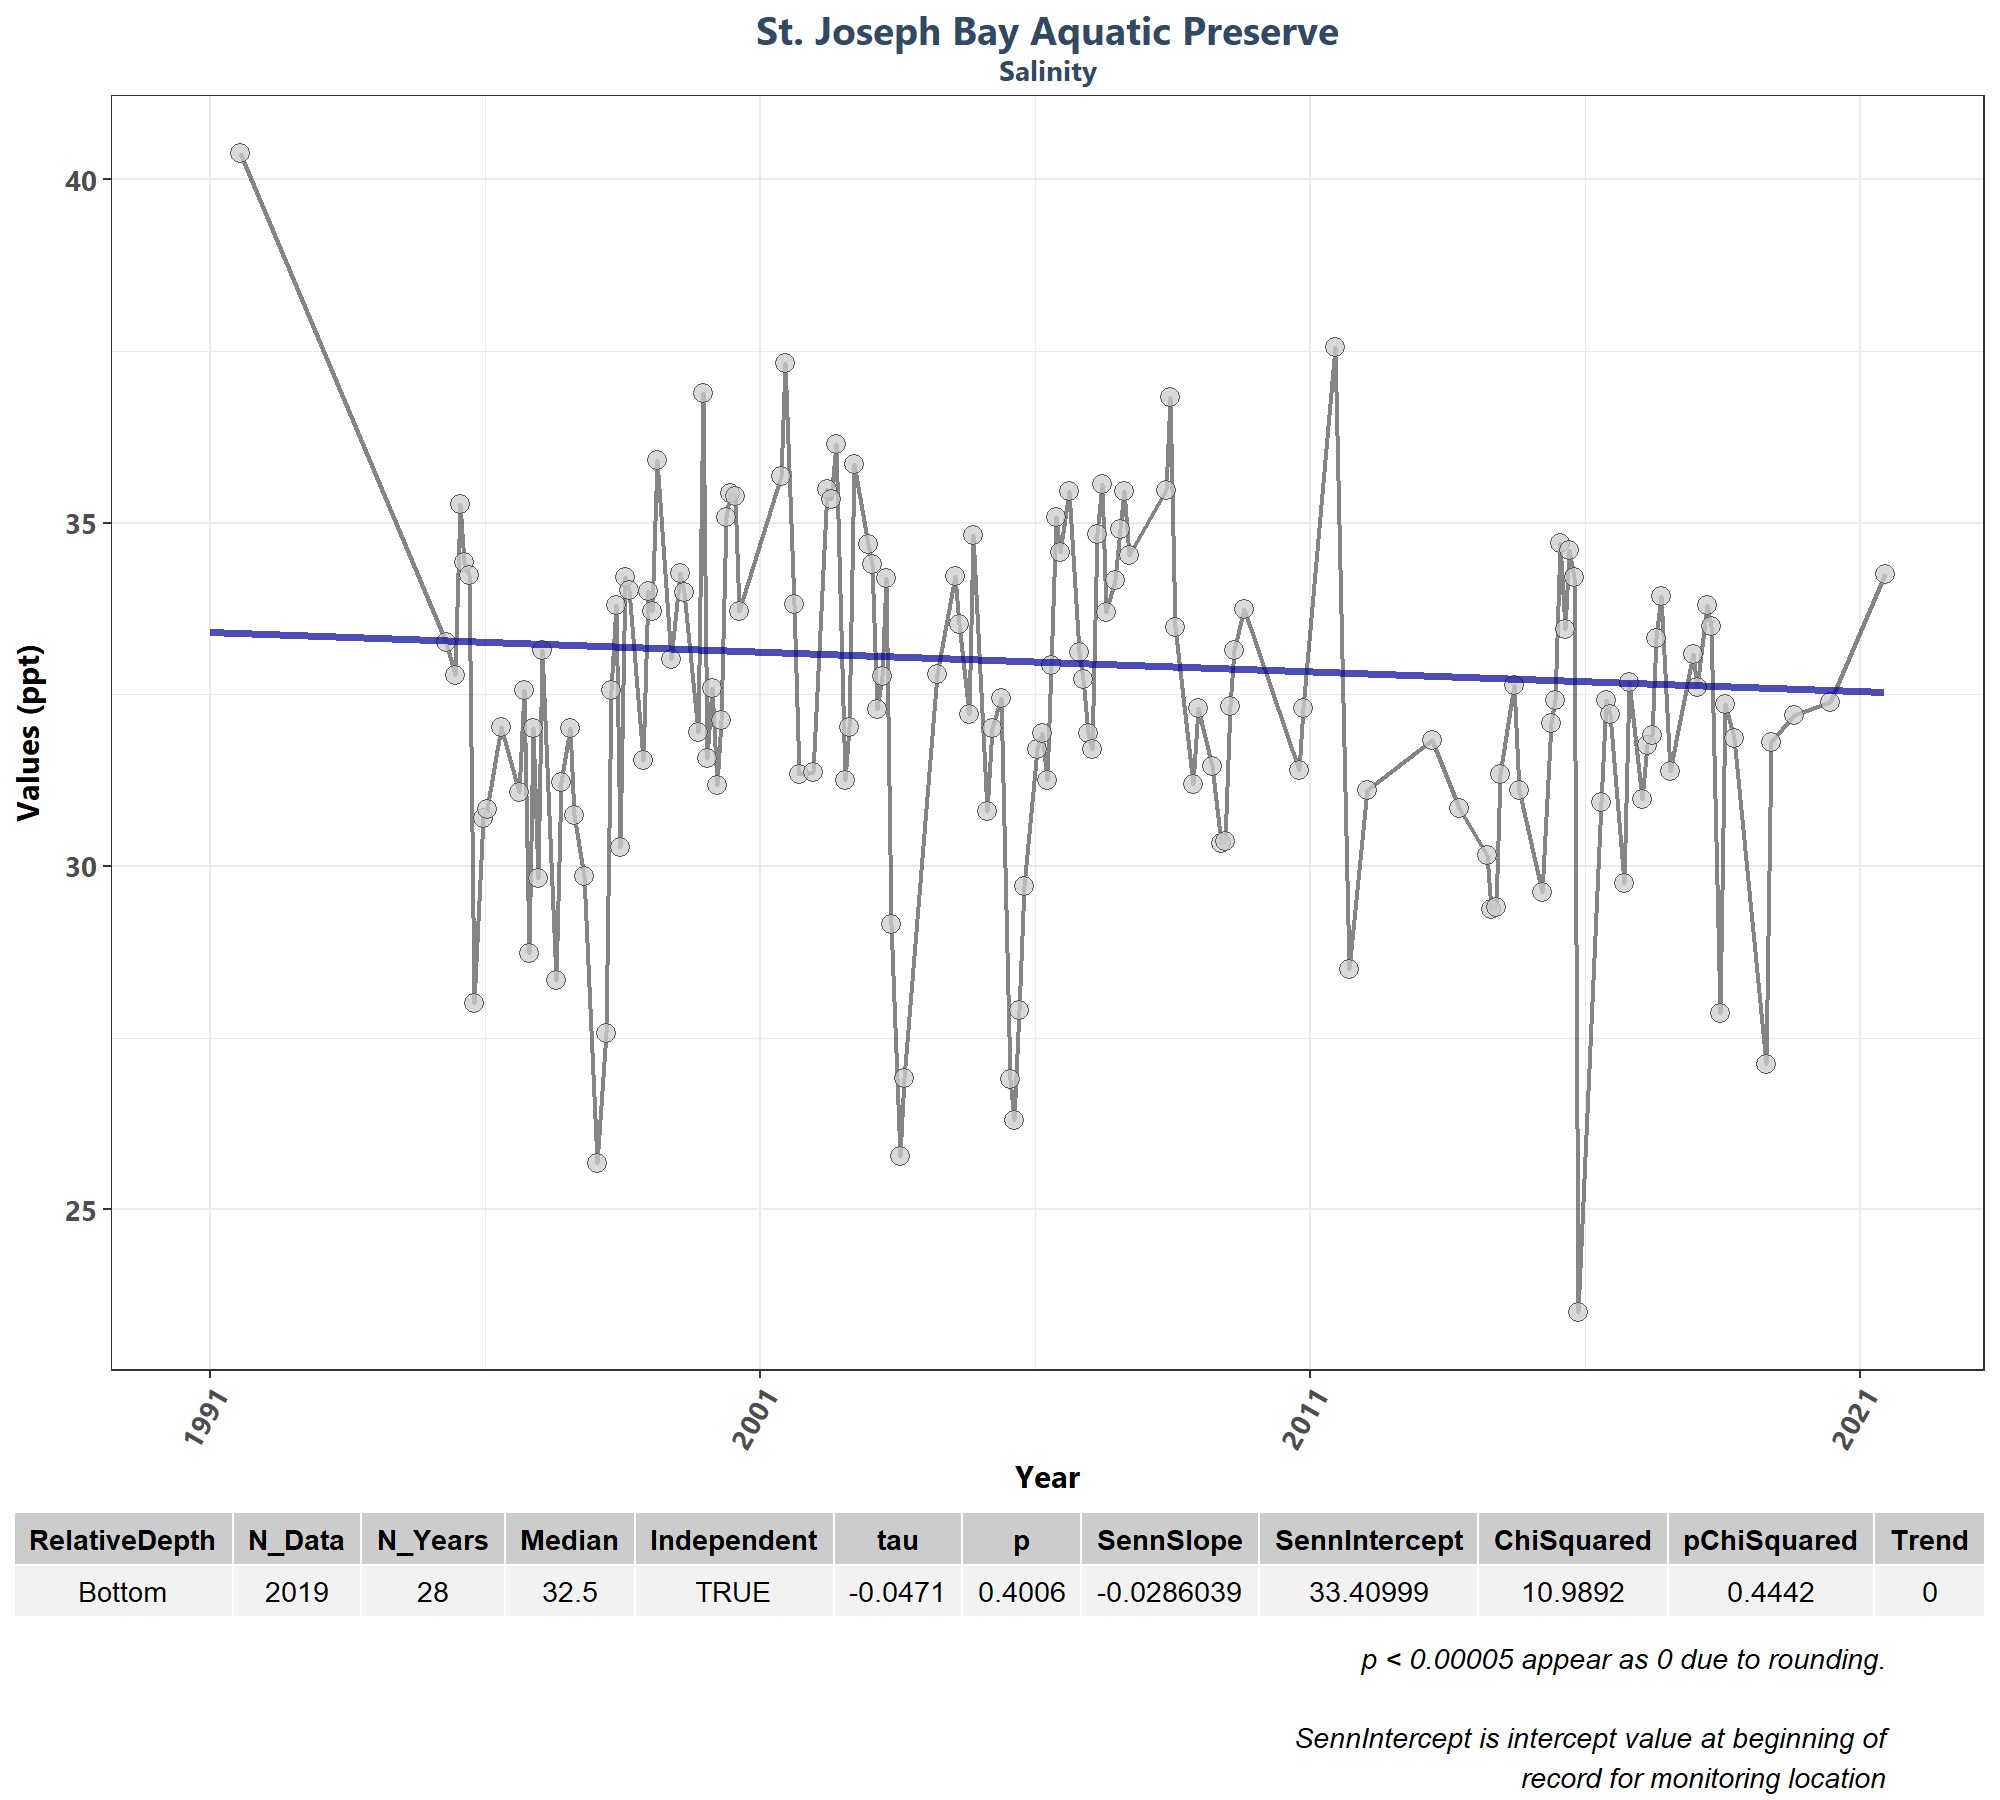 St. Joseph Bay Aquatic Preserve
Salinity
Values (ppt)
40
35
30
25
1991 2001 2011 2021
Year
RelativeDepth N_Data N_Years Median Independent tau p SennSlope SennIntercept ChiSquared pChiSquared Trend
Bottom 2019 28 32.5 TRUE -0.0471 0.4006 -0.0286039 33.40999 10.9892 0.4442 0
p < 0.00005 appear as 0 due to rounding.
SennIntercept is intercept value at beginning of
record for monitoring location